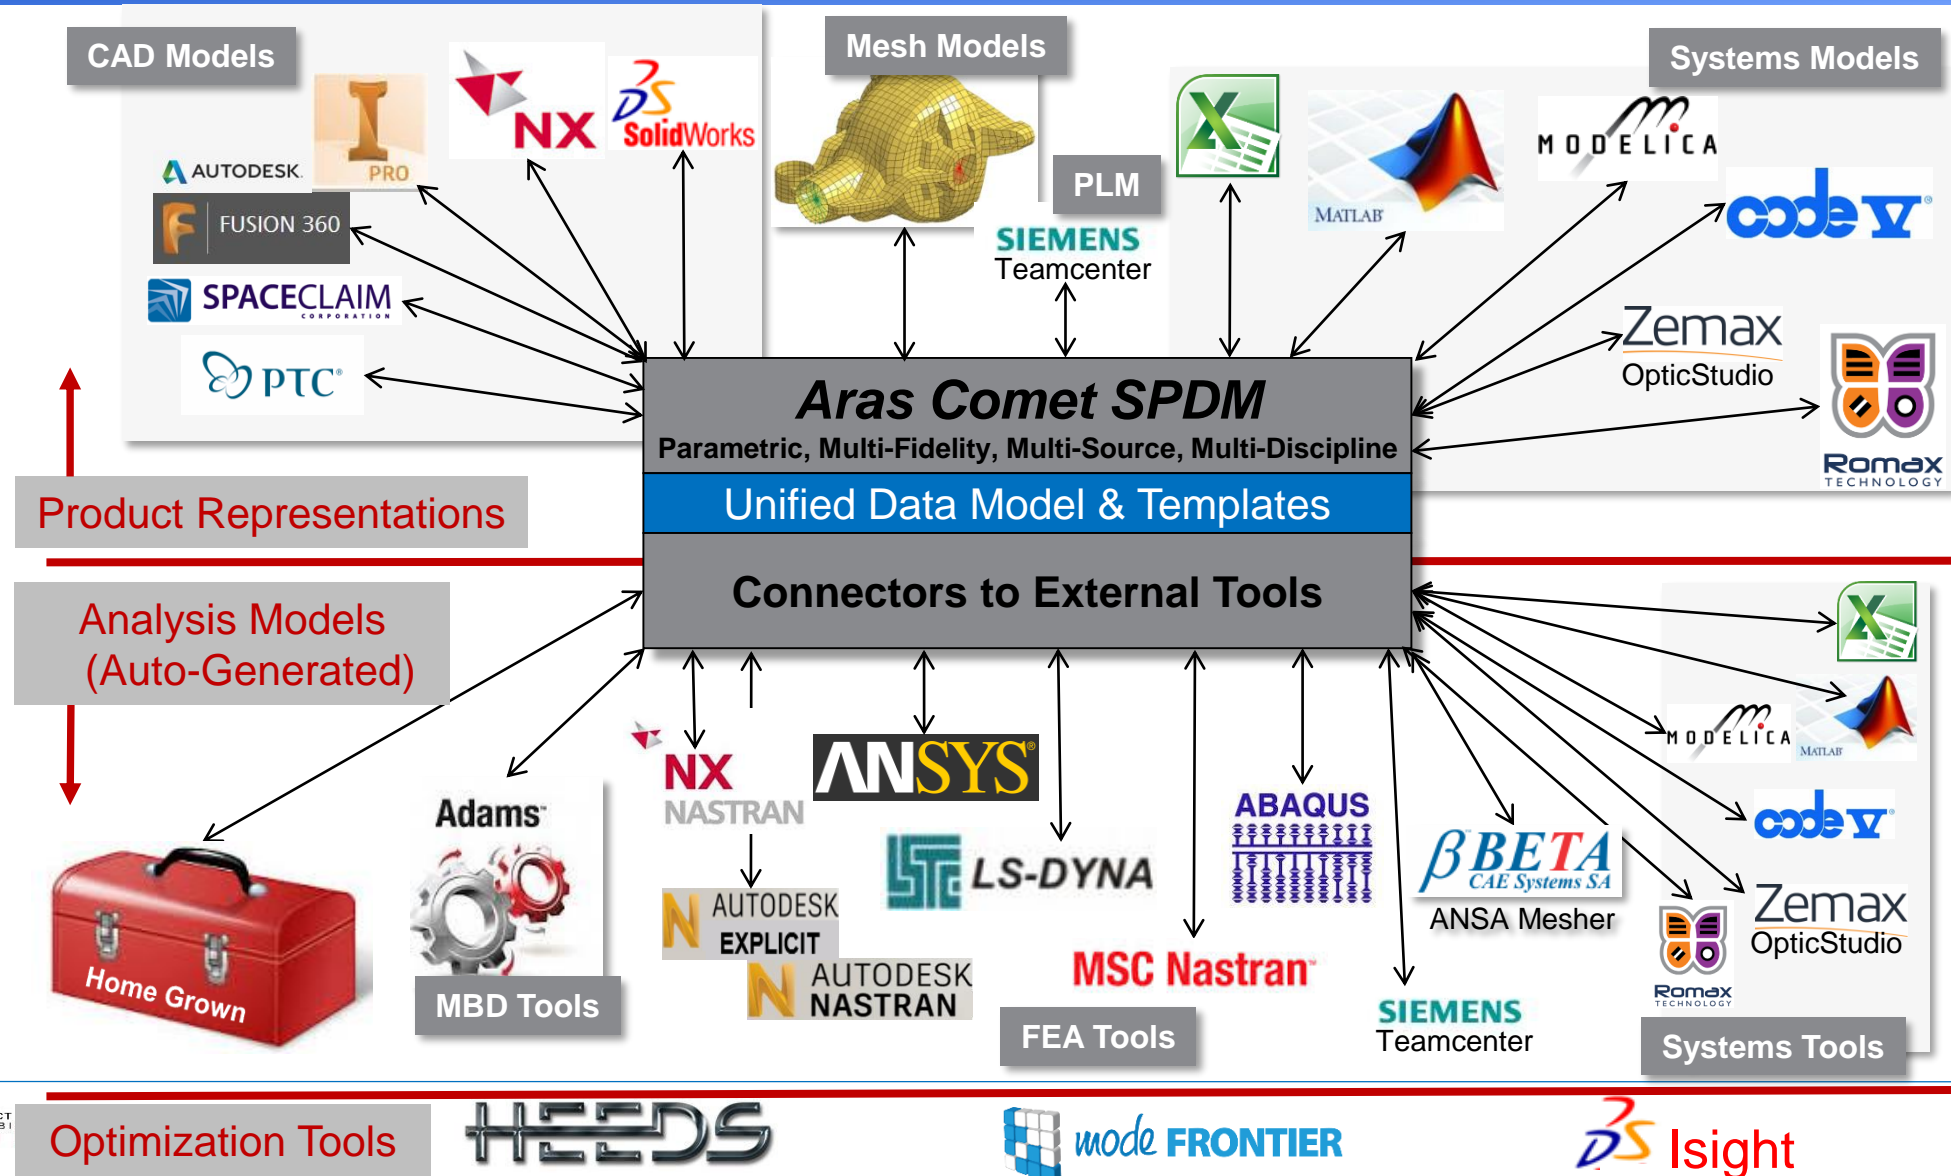 CAD Models
Mesh Models
Systems Models
PRO
NX
SolidWorks
AUTODESK.
FUSION 360
SPACECLAIM
CORPORATION
PTC®
PLM
SIEMENS
Teamcenter
MATLAB®
MODELICA
code V®
Zemax
OpticStudio
Romax
TECHNOLOGY
Aras Comet SPDM
Parametric, Multi-Fidelity, Multi-Source, Multi-Discipline
Unified Data Model & Templates
Connectors to External Tools
Product Representations
Analysis Models
(Auto-Generated)
Home Grown
Adams™
MBD Tools
NX
NASTRAN
AUTODESK
EXPLICIT
AUTODESK
NASTRAN
ANSYS®
LS-DYNA
MSC Nastran™
FEA Tools
ABAQUS
BETA
CAE Systems SA
ANSA Mesher
SIEMENS
Teamcenter
MODELICA
MATLAB®
code V®
Zemax
OpticStudio
Romax
TECHNOLOGY
Systems Tools
Optimization Tools
HEEDS
mode FRONTIER
Isight